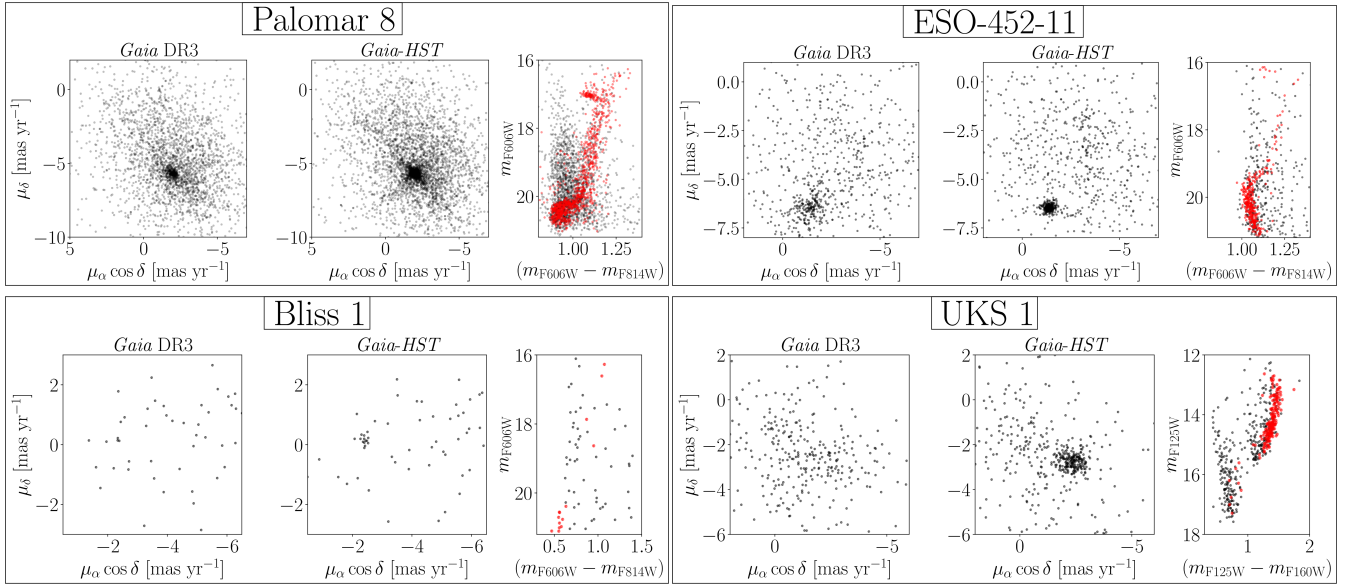 Palomar 8
Gaia DR3
Gaia-HST
0
−5
−10
5
0
−5
μα cos δ [mas yr−1]
μδ [mas yr−1]
5
0
−5
μα cos δ [mas yr−1]
16
18
20
mF606W
1.00
1.25
(mF606W − mF814W)
ESO-452-11
Gaia DR3
Gaia-HST
0.0
−2.5
−5.0
−7.5
μδ [mas yr−1]
0
−5
μα cos δ [mas yr−1]
0.0
−2.5
−5.0
−7.5
0
−5
μα cos δ [mas yr−1]
16
18
20
mF606W
1.00
1.25
(mF606W − mF814W)
Bliss 1
Gaia DR3
Gaia-HST
2
0
−2
μδ [mas yr−1]
−2
−4
−6
μα cos δ [mas yr−1]
2
0
−2
−2
−4
−6
μα cos δ [mas yr−1]
16
18
20
mF606W
0.5
1.0
1.5
(mF606W − mF814W)
UKS 1
Gaia DR3
Gaia-HST
2
0
−2
−4
−6
μδ [mas yr−1]
0
−5
μα cos δ [mas yr−1]
2
0
−2
−4
−6
0
−5
μα cos δ [mas yr−1]
12
14
16
18
mF125W
1
2
(mF125W − mF160W)